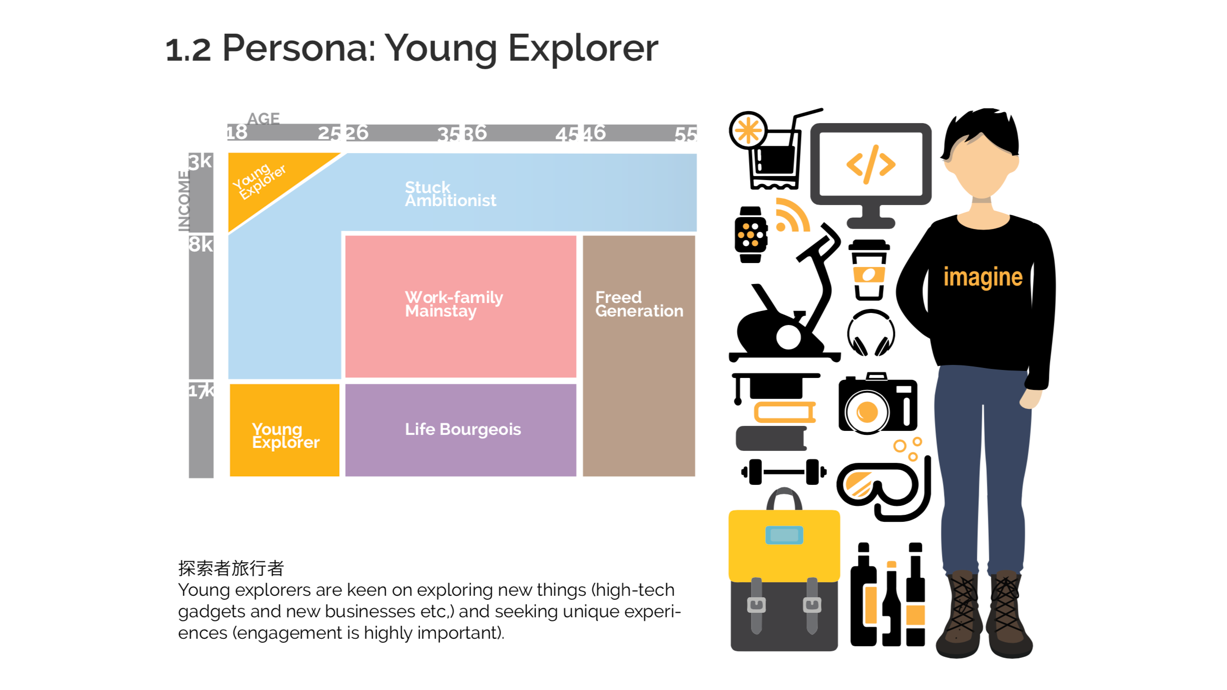 1.2 Persona: Young Explorer
AGE
18 25 26 35 36 45 46 55
INCOME
3k
8k
17k
Young
Explorer
Stuck
Ambitionist
Work-family
Mainstay
Freed
Generation
Young
Explorer
Life Bourgeois
</>
imagine
探索者旅行者
Young explorers are keen on exploring new things (high-tech
gadgets and new businesses etc,) and seeking unique experi-
ences (engagement is highly important).